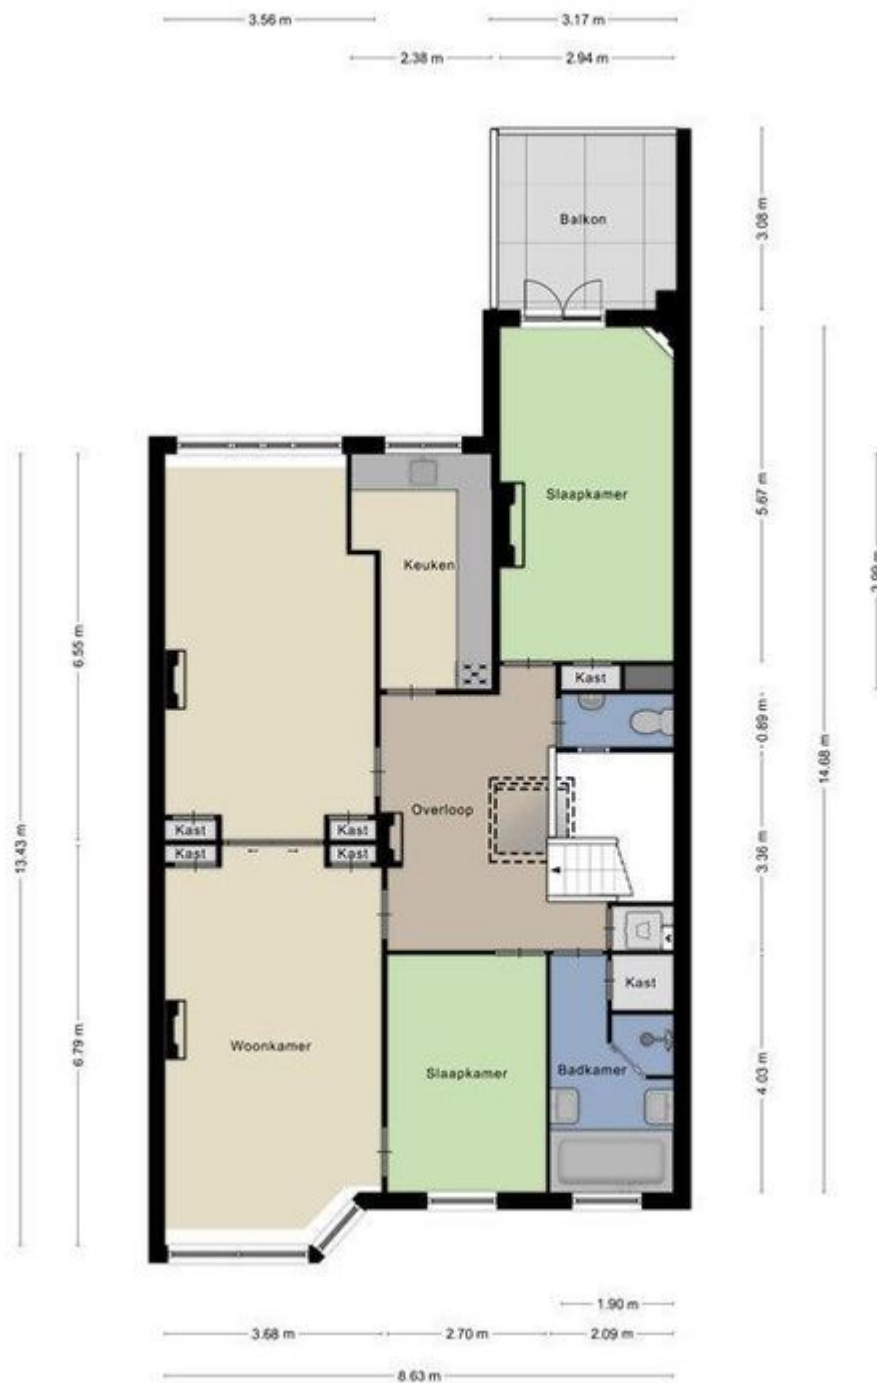 3.56 m
3.17 m
2.38 m
2.94 m
3.08 m
Balkon
Slaapkamer
5.67 m
Keuken
6.55 m
Kast
0.89 m
14.68 m
Overloop
Kast
Kast
Kast
Kast
13.43 m
3.36 m
Kast
Woonkamer
6.79 m
Slaapkamer
Badkamer
4.03 m
1.90 m
3.68 m
2.70 m
2.09 m
8.63 m